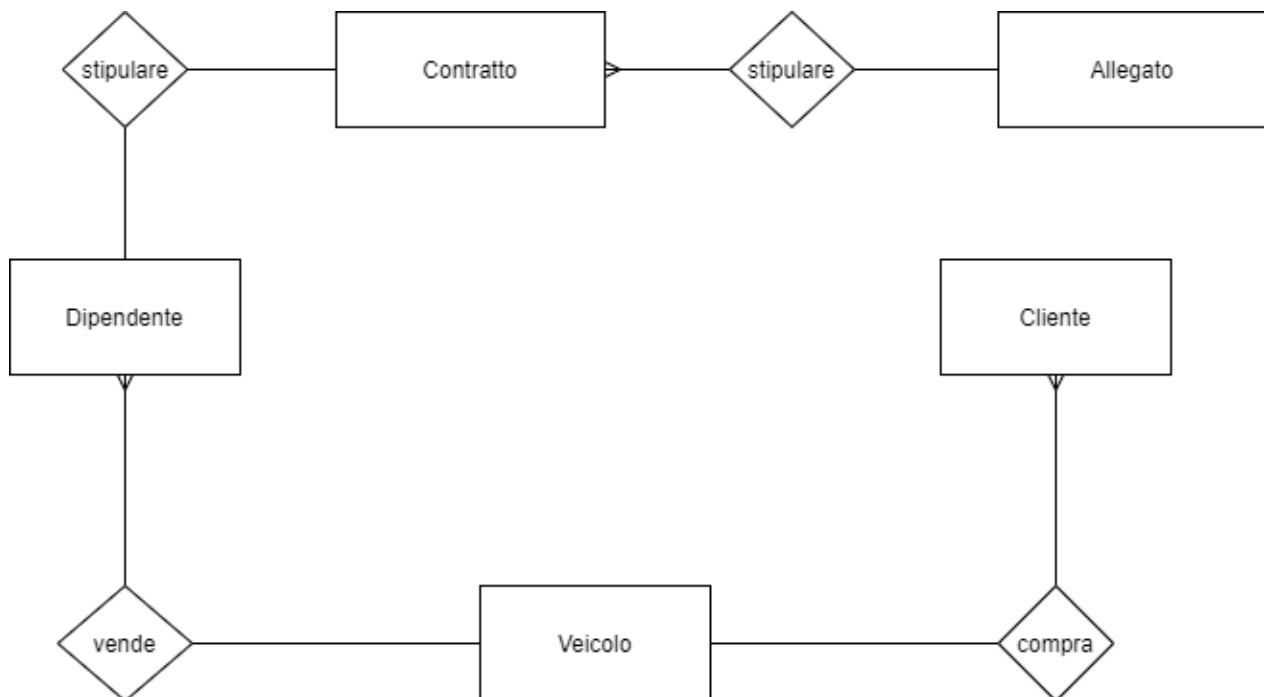 stipulare
Contratto
stipulare
Allegato
Dipendente
Cliente
vende
Veicolo
compra